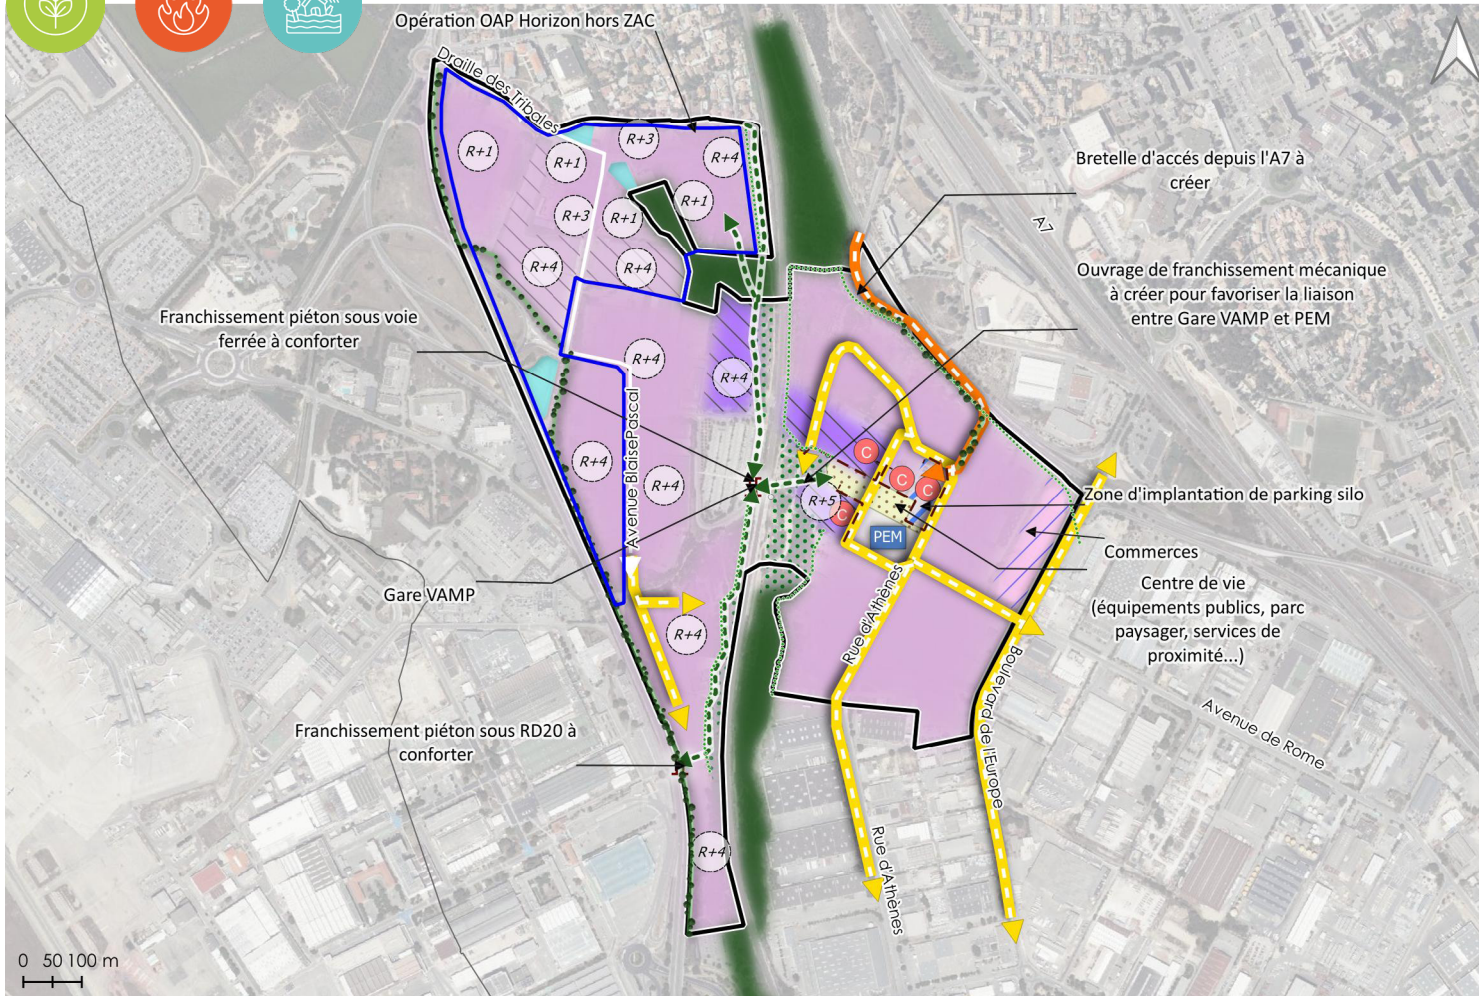 Opération OAP Horizon hors ZAC
Draille des Tribales
R+1
R+1
R+3
R+4
R+3
R+1
R+1
R+4
R+4
Bretelle d'accés depuis l'A7 à
créer
A7
Ouvrage de franchissement mécanique
à créer pour favoriser la liaison
entre Gare VAMP et PEM
Franchissement piéton sous voie
ferrée à conforter
R+4
R+4
Avenue BlaisePascal
R+4
R+4
C
C
C
C
R+5
PEM
Zone d'implantation de parking silo
Commerces
Centre de vie
(équipements publics, parc
paysager, services de
proximité...)
Gare VAMP
R+4
Rue d'Athènes
Boulevard de l'Europe
Avenue de Rome
Franchissement piéton sous RD20 à
conforter
R+4
Rue d'Athènes
0 50 100 m